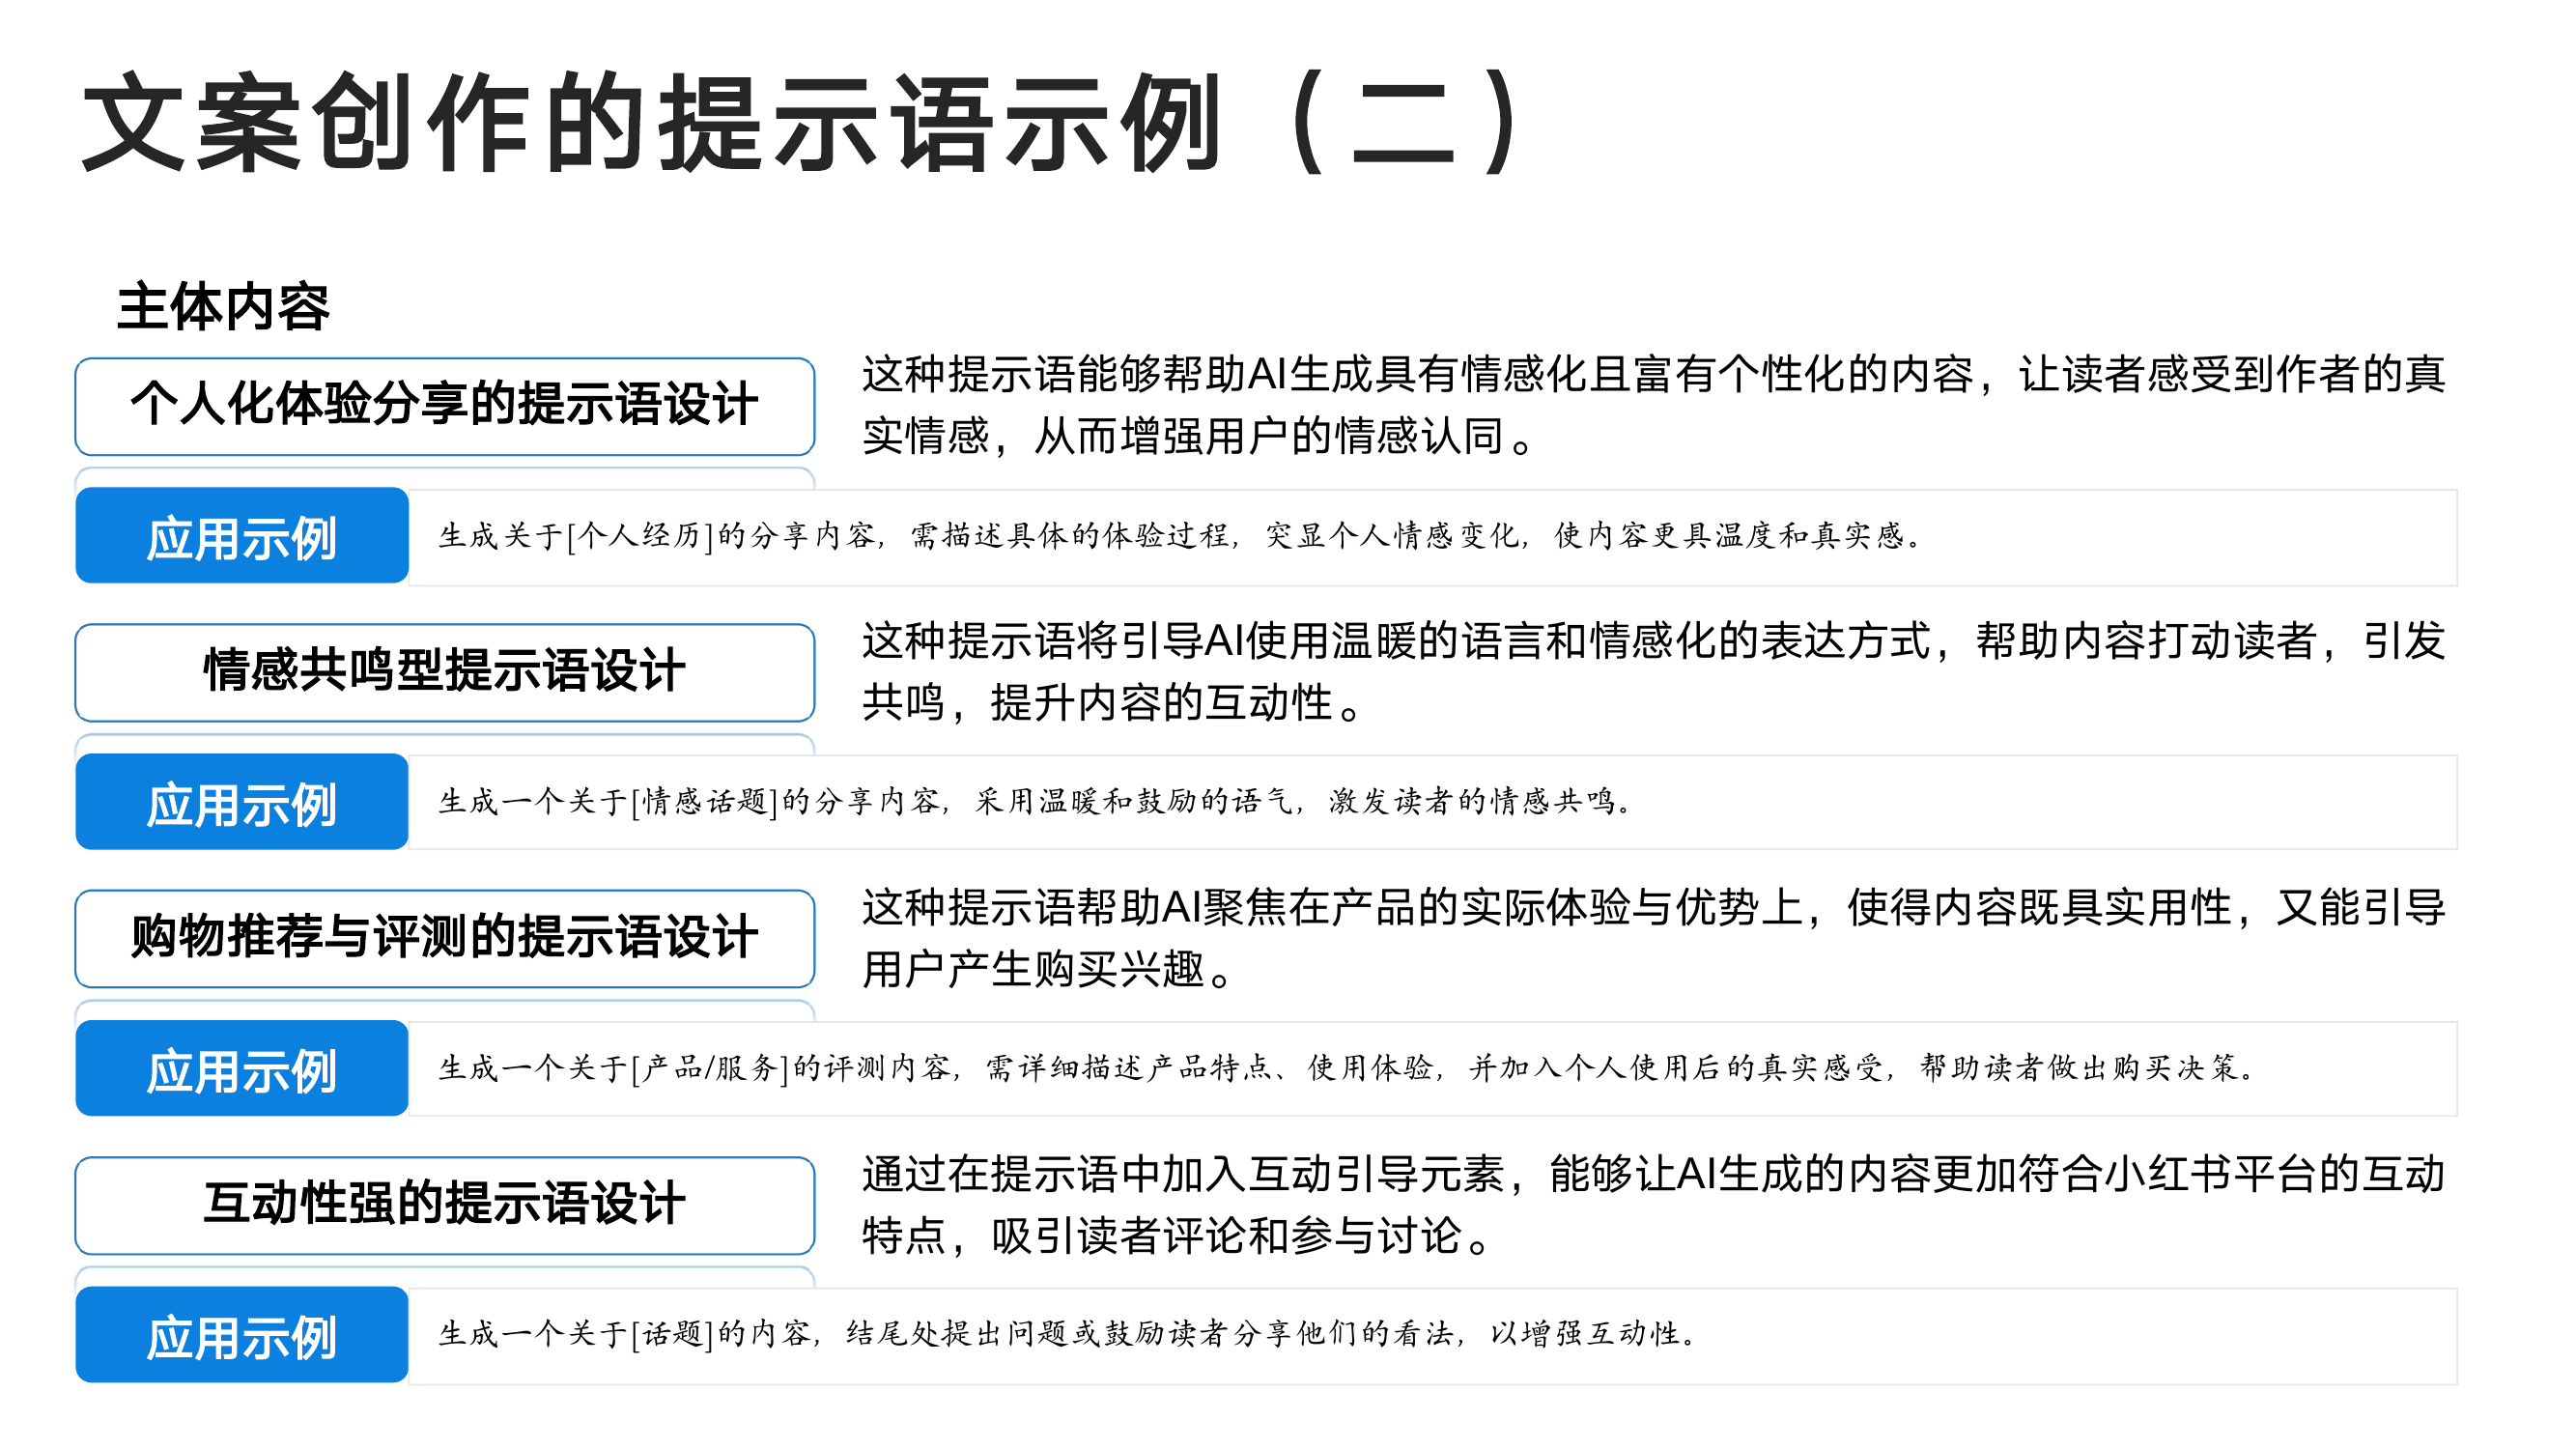 文案创作的提示语示例（二）
主体内容
个人化体验分享的提示语设计
这种提示语能够帮助AI生成具有情感化且富有个性化的内容，让读者感受到作者的真
实情感，从而增强用户的情感认同。
应用示例
生成关于[个人经历]的分享内容，需描述具体的体验过程，突显个人情感变化，使内容更具温度和真实感。
情感共鸣型提示语设计
这种提示语将引导AI使用温暖的语言和情感化的表达方式，帮助内容打动读者，引发
共鸣，提升内容的互动性。
应用示例
生成一个关于[情感话题]的分享内容，采用温暖和鼓励的语气，激发读者的情感共鸣。
购物推荐与评测的提示语设计
这种提示语帮助AI聚焦在产品的实际体验与优势上，使得内容既具实用性，又能引导
用户产生购买兴趣。
应用示例
生成一个关于[产品/服务]的评测内容，需详细描述产品特点、使用体验，并加入个人使用后的真实感受，帮助读者做出购买决策。
互动性强的提示语设计
通过在提示语中加入互动引导元素，能够让AI生成的内容更加符合小红书平台的互动
特点，吸引读者评论和参与讨论。
应用示例
生成一个关于[话题]的内容，结尾处提出问题或鼓励读者分享他们的看法，以增强互动性。